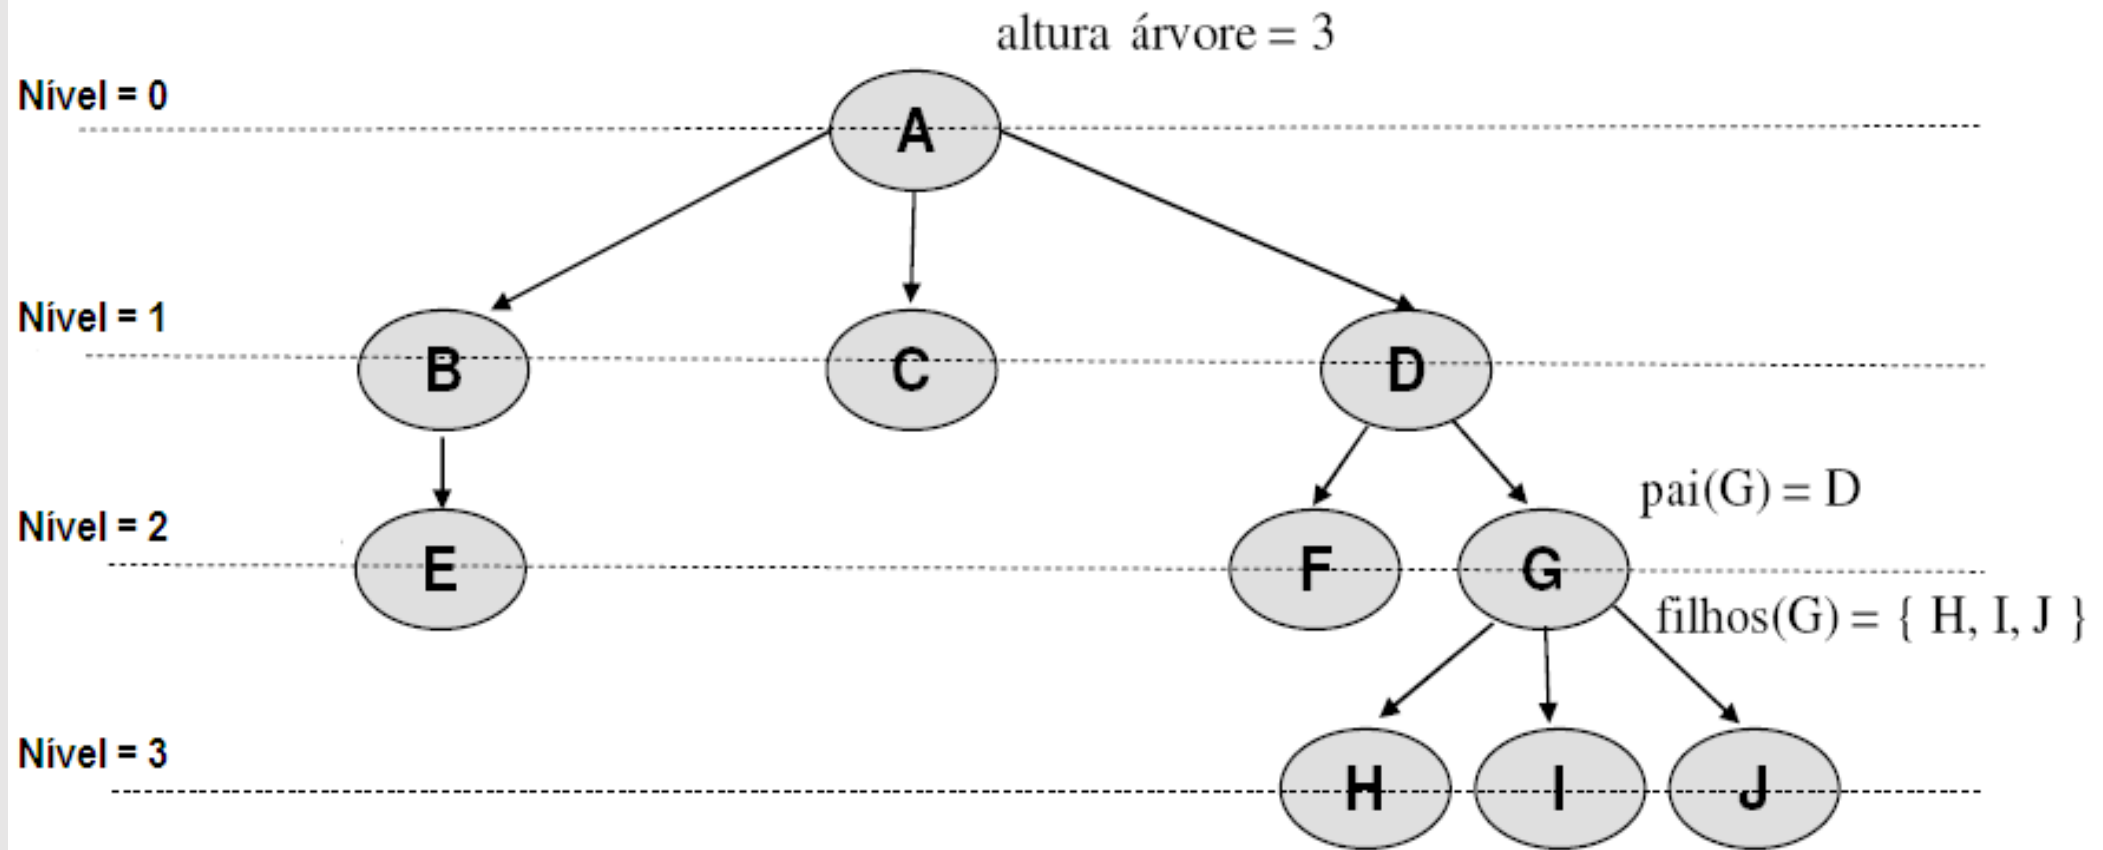 altura árvore = 3
Nível = 0
A
Nível = 1
B C D
pai(G) = D
Nível = 2
E F G
filhos(G) = { H, I, J }
Nível = 3
H I J